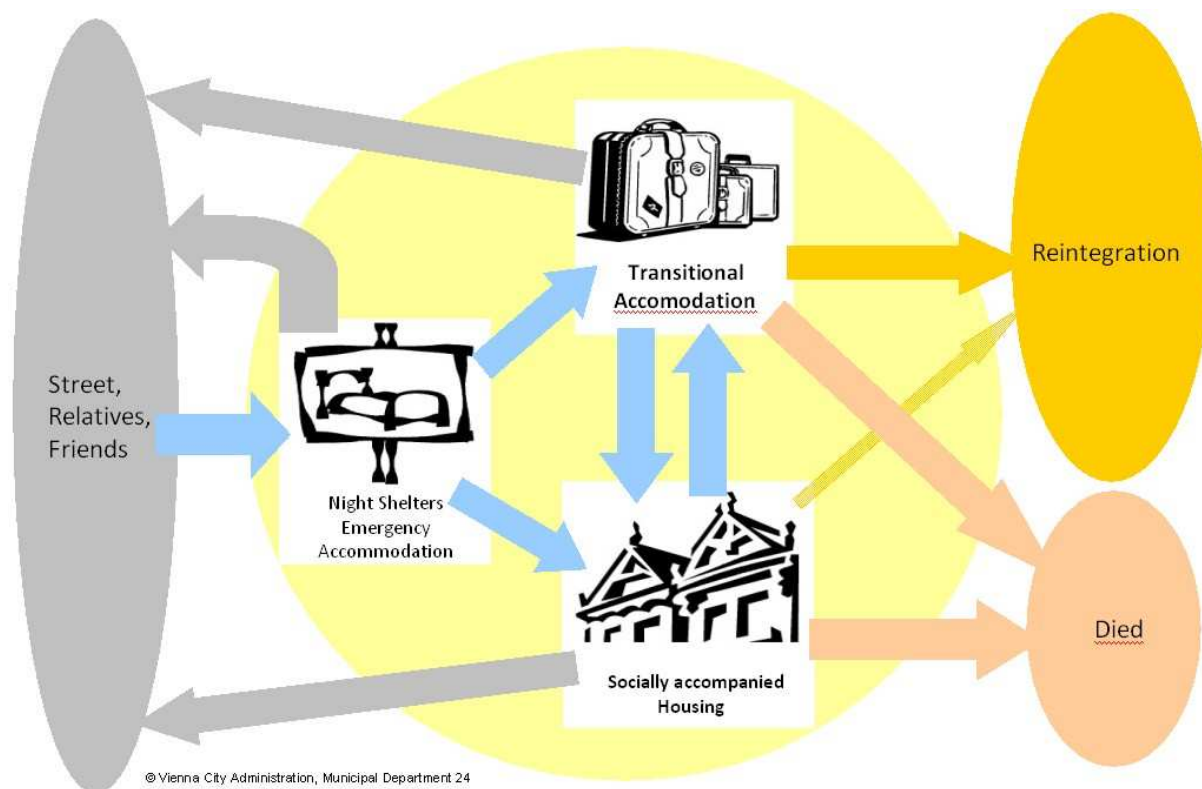 Street,
Relatives,
Friends
Night Shelters
Emergency
Accommodation
Transitional
Accomodation
Socially accompanied
Housing
Reintegration
Died
© Vienna City Administration, Municipal Department 24